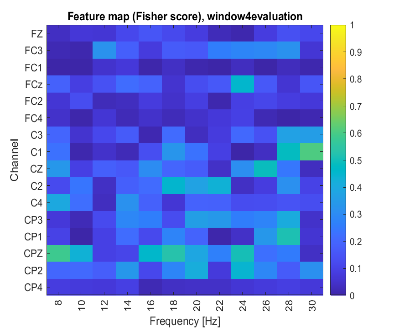 Feature map (Fisher score), window4evaluation
FZ
FC3
FC1
FCz
FC2
FC4
C3
C1
CZ
C2
C4
CP3
CP1
CPZ
CP2
CP4
Channel
8 10 12 14 16 18 20 22 24 26 28 30
Frequency [Hz]
1
0.9
0.8
0.7
0.6
0.5
0.4
0.3
0.2
0.1
0